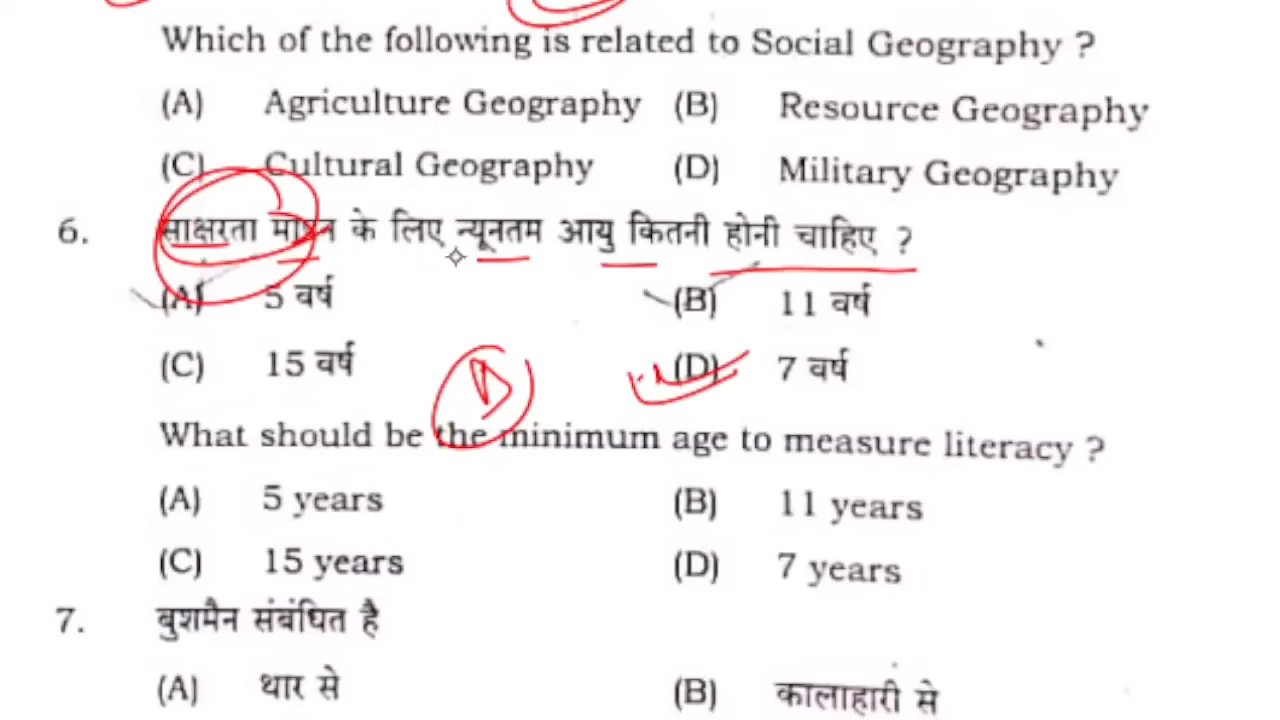 Which of the following is related to Social Geography ?
(A) Agriculture Geography (B) Resource Geography
(C) Cultural Geography (D) Military Geography
6. साक्षरता मापन के लिए न्यूनतम आयु कितनी होनी चाहिए ?
(A) 5 वर्ष (B) 11 वर्ष
(C) 15 वर्ष (D) 7 वर्ष
D
What should be the minimum age to measure literacy ?
(A) 5 years (B) 11 years
(C) 15 years (D) 7 years
7. बुशमैन संबंधित है
(A) थार से (B) कालाहारी से